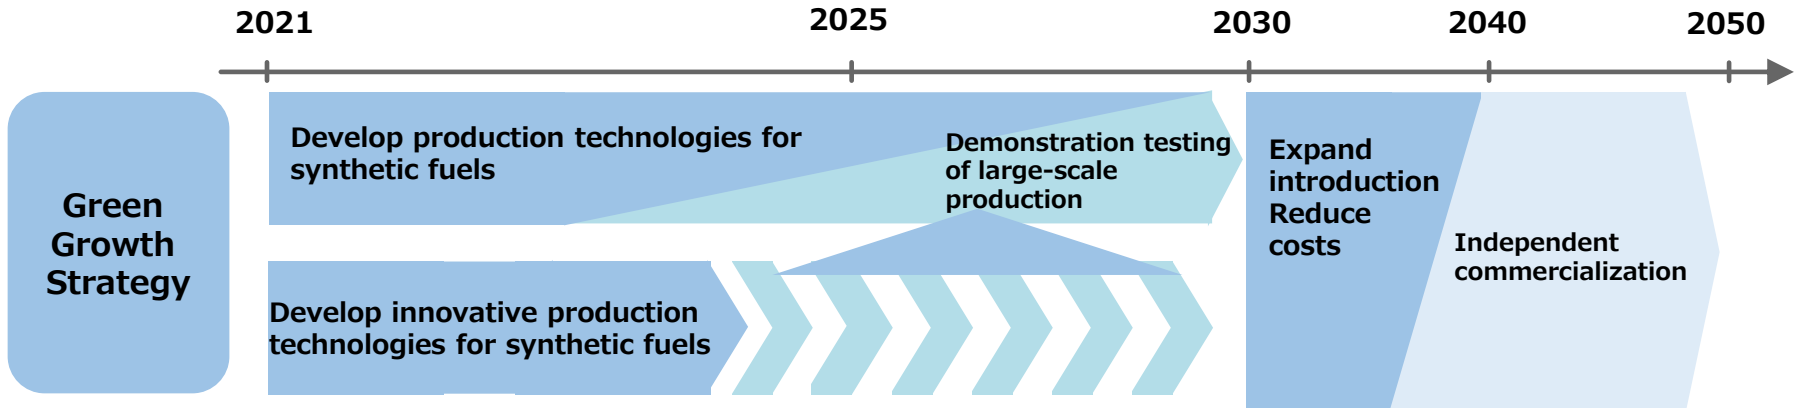 2021
2025
2030
2040
2050
Green
Growth
Strategy
Develop production technologies for
synthetic fuels
Demonstration testing
of large-scale
production
Develop innovative production
technologies for synthetic fuels
Expand
introduction
Reduce
costs
Independent
commercialization